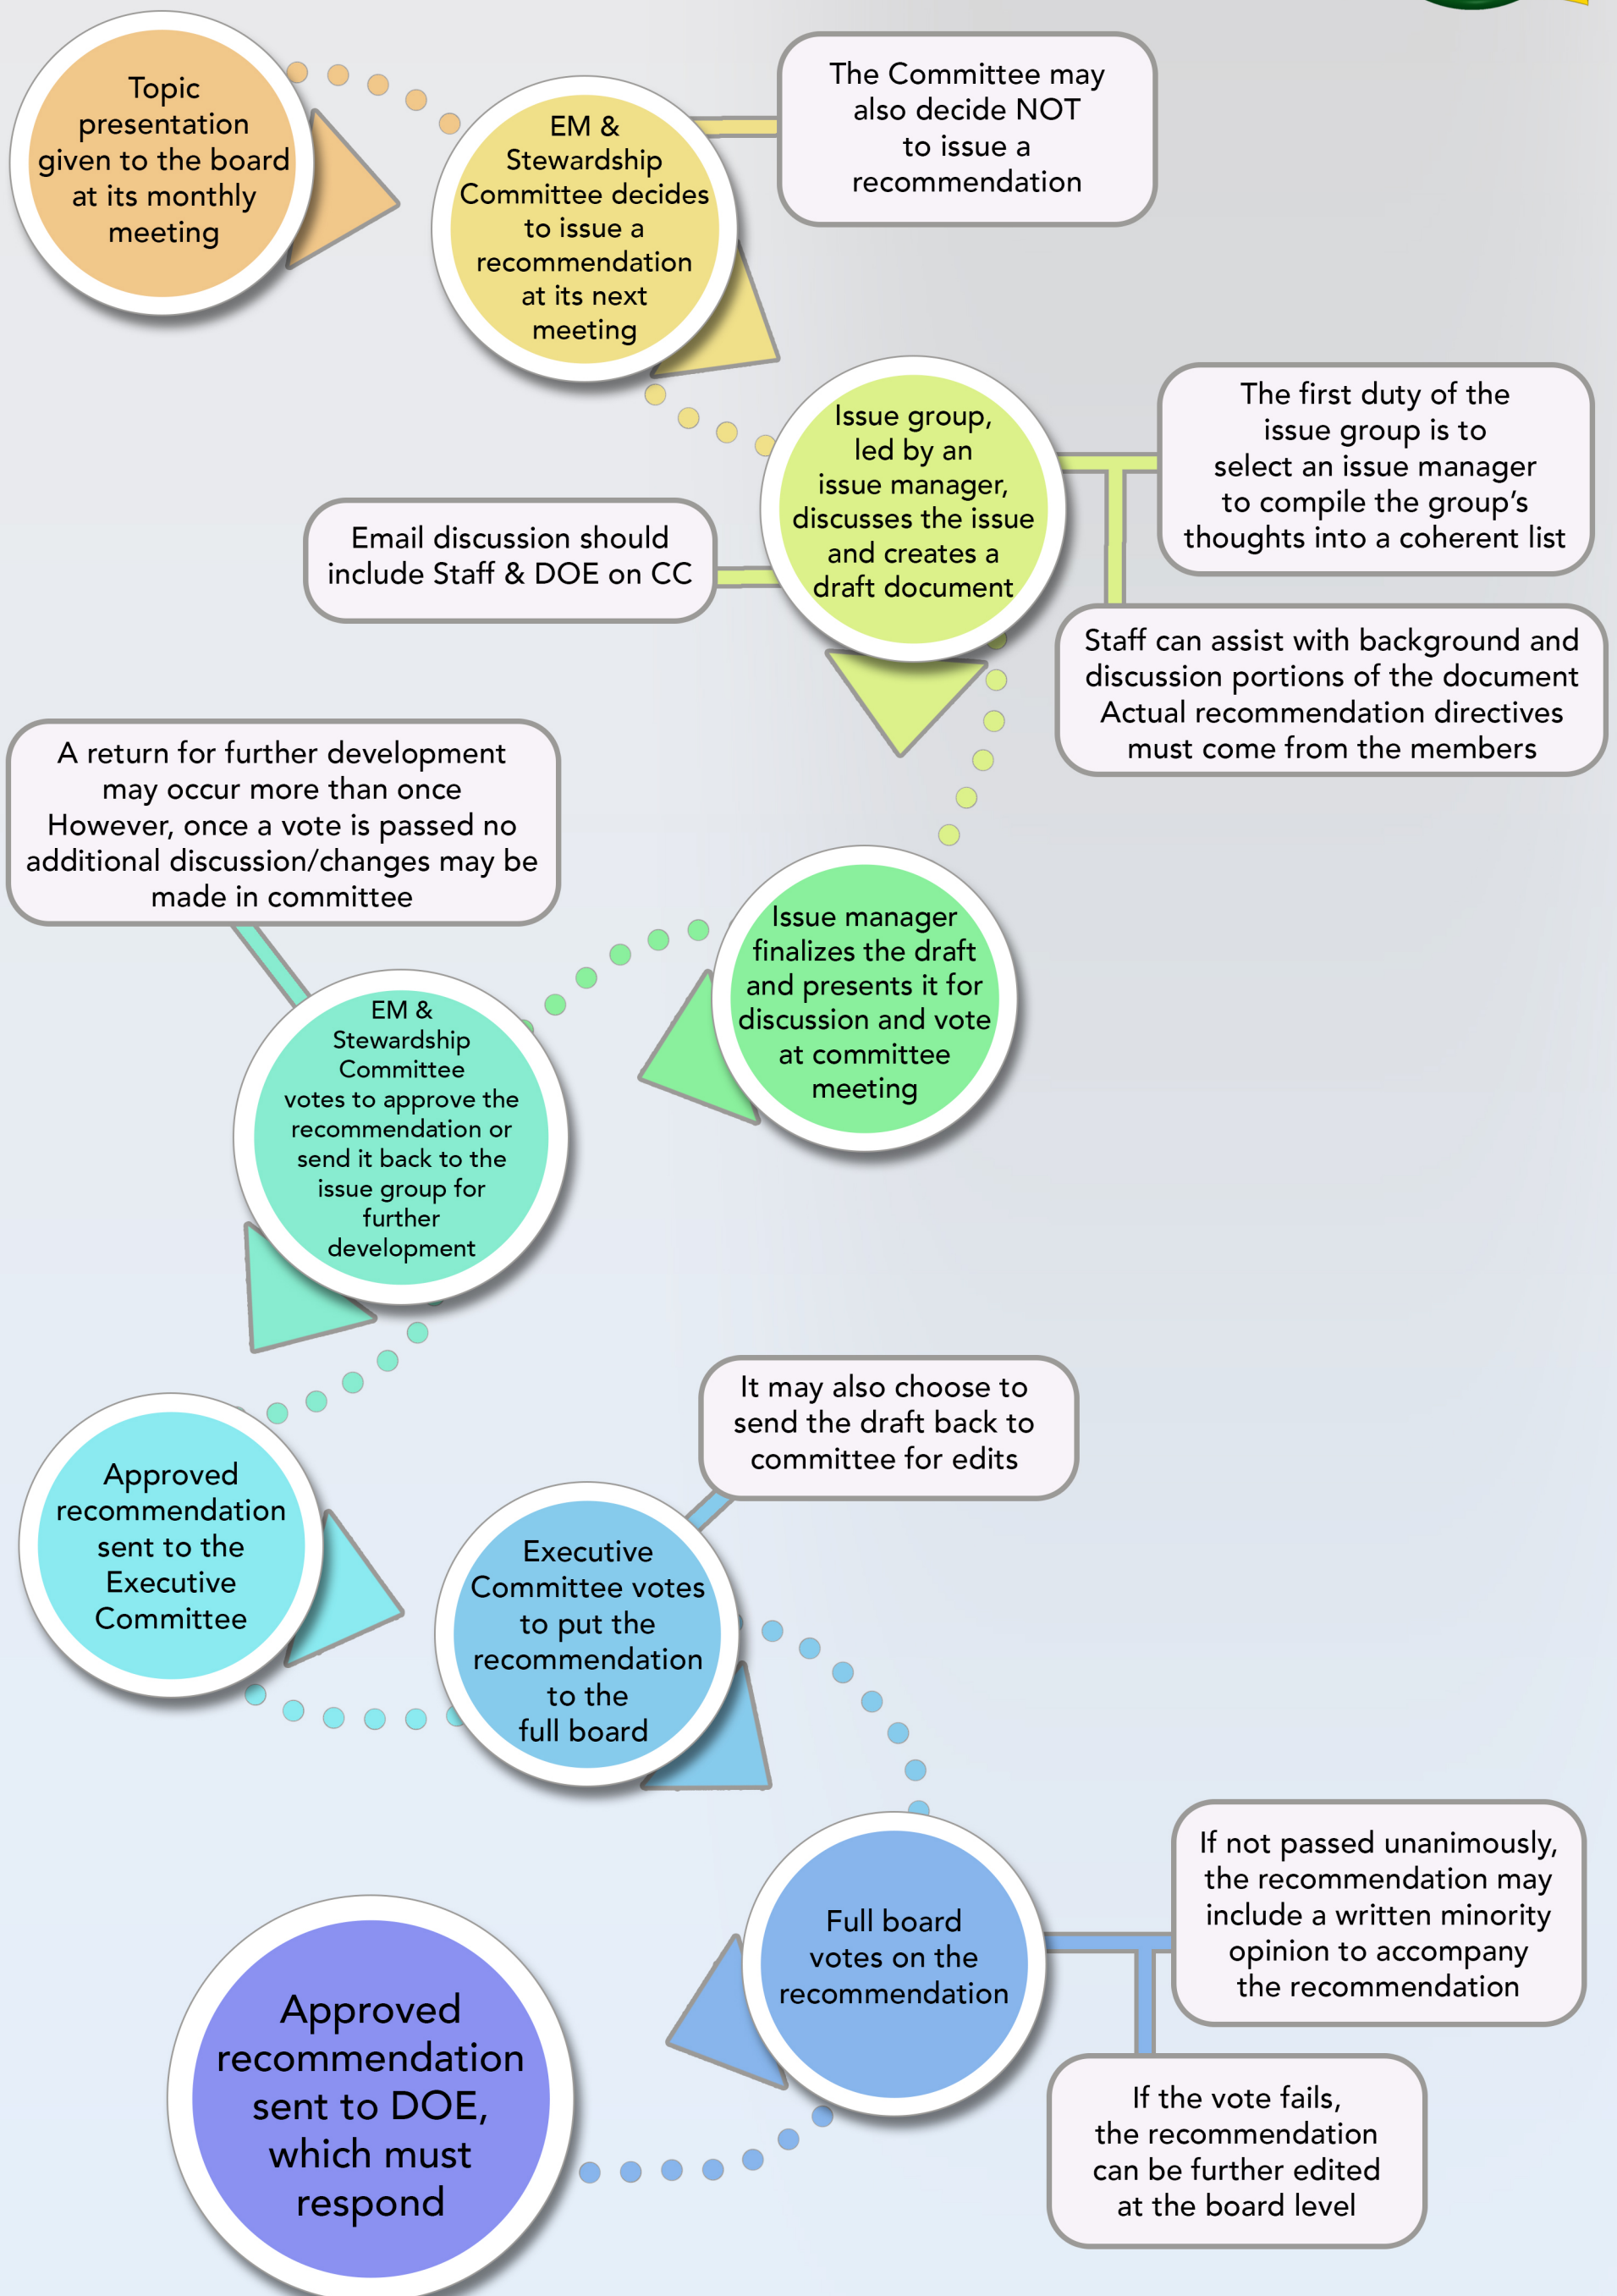 Topic
presentation
given to the board
at its monthly
meeting
EM &
Stewardship
Committee decides
to issue a
recommendation
at its next
meeting
The Committee may
also decide NOT
to issue a
recommendation
Issue group,
led by an
issue manager,
discusses the issue
and creates a
draft document
The first duty of the
issue group is to
select an issue manager
to compile the group's
thoughts into a coherent list
Email discussion should
include Staff & DOE on CC
Staff can assist with background and
discussion portions of the document
Actual recommendation directives
must come from the members
Issue manager
finalizes the draft
and presents it for
discussion and vote
at committee
meeting
A return for further development
may occur more than once
However, once a vote is passed no
additional discussion/changes may be
made in committee
EM &
Stewardship
Committee
votes to approve the
recommendation or
send it back to the
issue group for
further
development
Approved
recommendation
sent to the
Executive
Committee
It may also choose to
send the draft back to
committee for edits
Executive
Committee votes
to put the
recommendation
to the
full board
Full board
votes on the
recommendation
If not passed unanimously,
the recommendation may
include a written minority
opinion to accompany
the recommendation
If the vote fails,
the recommendation
can be further edited
at the board level
Approved
recommendation
sent to DOE,
which must
respond